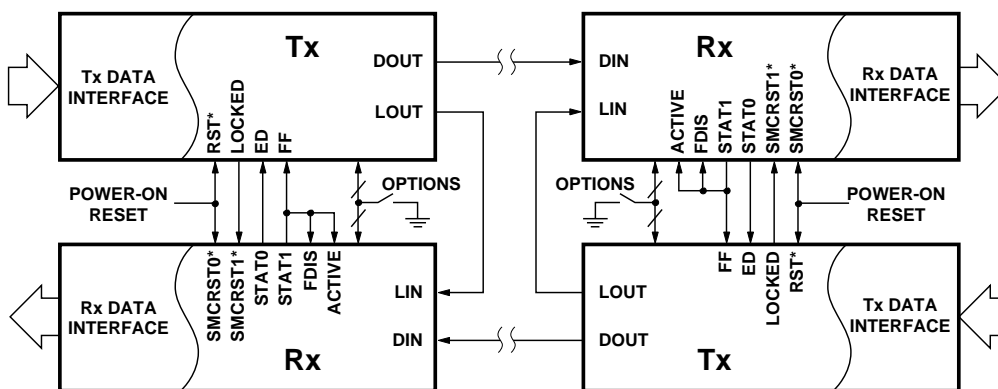 Tx DATA
INTERFACE
Tx
DOUT
LOUT
RST*
LOCKED
ED
FF
DIN
LIN
Rx
Rx DATA
INTERFACE
ACTIVE
FDIS
STAT1
STAT0
SMCRST1*
SMCRST0*
POWER-ON
RESET
OPTIONS
OPTIONS
POWER-ON
RESET
Rx DATA
INTERFACE
SMCRST0*
SMCRST1*
STAT0
STAT1
FDIS
ACTIVE
Rx
LIN
DIN
LOUT
DOUT
FF
ED
LOCKED
RST*
Tx
Tx DATA
INTERFACE